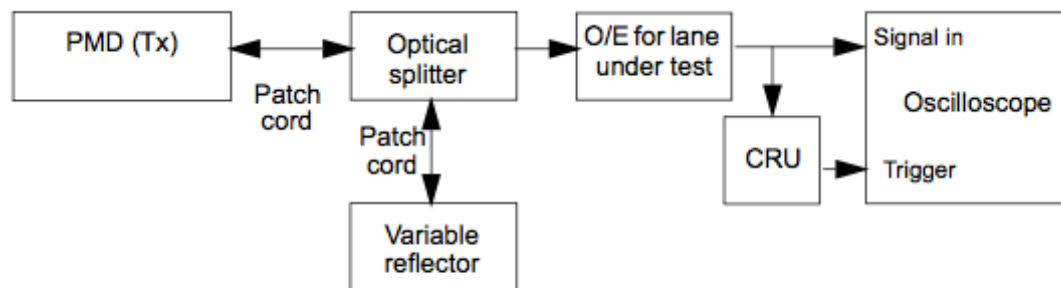 PMD (Tx)
Optical
splitter
O/E for lane
under test
Signal in
Oscilloscope
Patch
cord
Patch
cord
CRU
Trigger
Variable
reflector